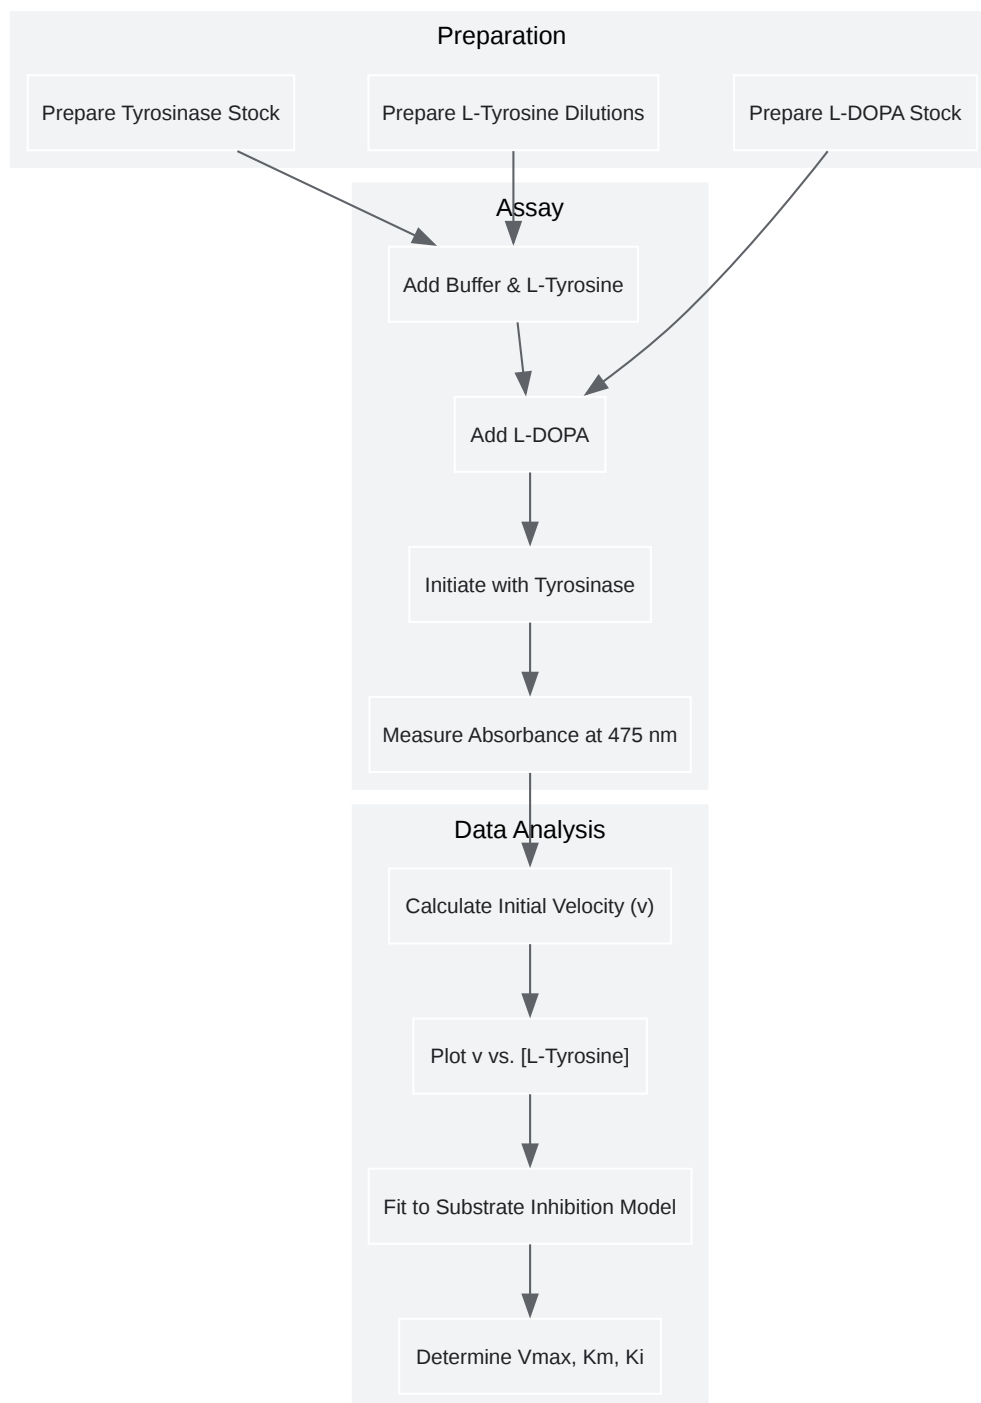 Preparation
Prepare Tyrosinase Stock
Prepare L-Tyrosine Dilutions
Prepare L-DOPA Stock
Assay
Add Buffer & L-Tyrosine
Add L-DOPA
Initiate with Tyrosinase
Measure Absorbance at 475 nm
Data Analysis
Calculate Initial Velocity (v)
Plot v vs. [L-Tyrosine]
Fit to Substrate Inhibition Model
Determine Vmax, Km, Ki